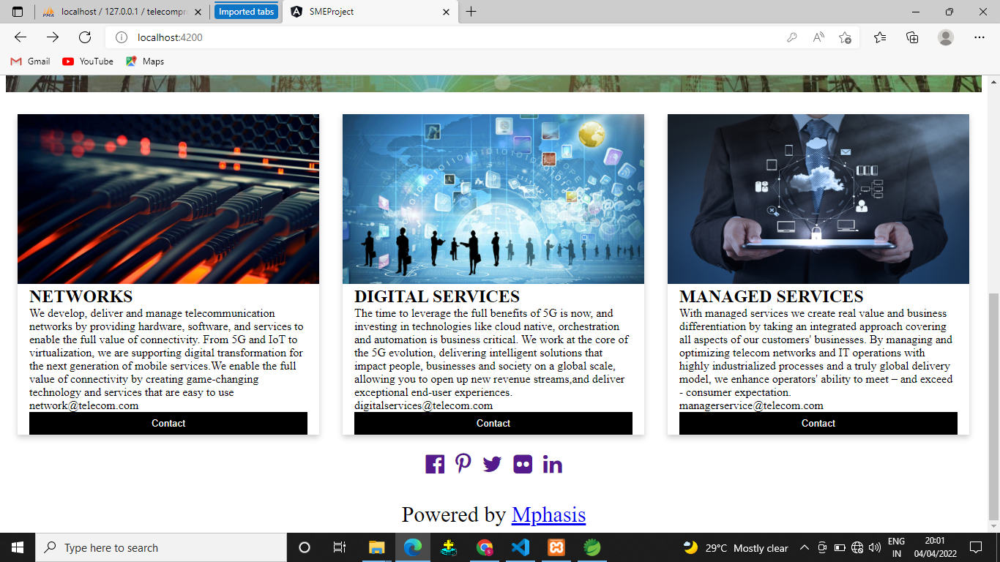 PMA
localhost / 127.0.0.1 / telecompro
Imported tabs
SMEProject
localhost:4200
Gmail
YouTube
Maps
NETWORKS
We develop, deliver and manage telecommunication
networks by providing hardware, software, and services to
enable the full value of connectivity. From 5G and IoT to
virtualization, we are supporting digital transformation for
the next generation of mobile services.We enable the full
value of connectivity by creating game-changing
technology and services that are easy to use
network@telecom.com
Contact
DIGITAL SERVICES
The time to leverage the full benefits of 5G is now, and
investing in technologies like cloud native, orchestration
and automation is business critical. We work at the core of
the 5G evolution, delivering intelligent solutions that
impact people, businesses and society on a global scale,
allowing you to open up new revenue streams,and deliver
exceptional end-user experiences.
digitalservices@telecom.com
Contact
MANAGED SERVICES
With managed services we create real value and business
differentiation by taking an integrated approach covering
all aspects of our customers' businesses. By managing and
optimizing telecom networks and IT operations with
highly industrialized processes and a truly global delivery
model, we enhance operators' ability to meet – and exceed
- consumer expectation.
managerservice@telecom.com
Contact
Powered by Mphasis
Type here to search
29°C Mostly clear
ENG
IN
20:01
04/04/2022